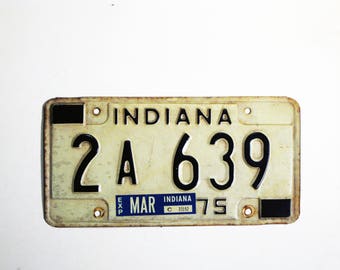 INDIANA
2A 639
EXP MAR INDIANA
C
75